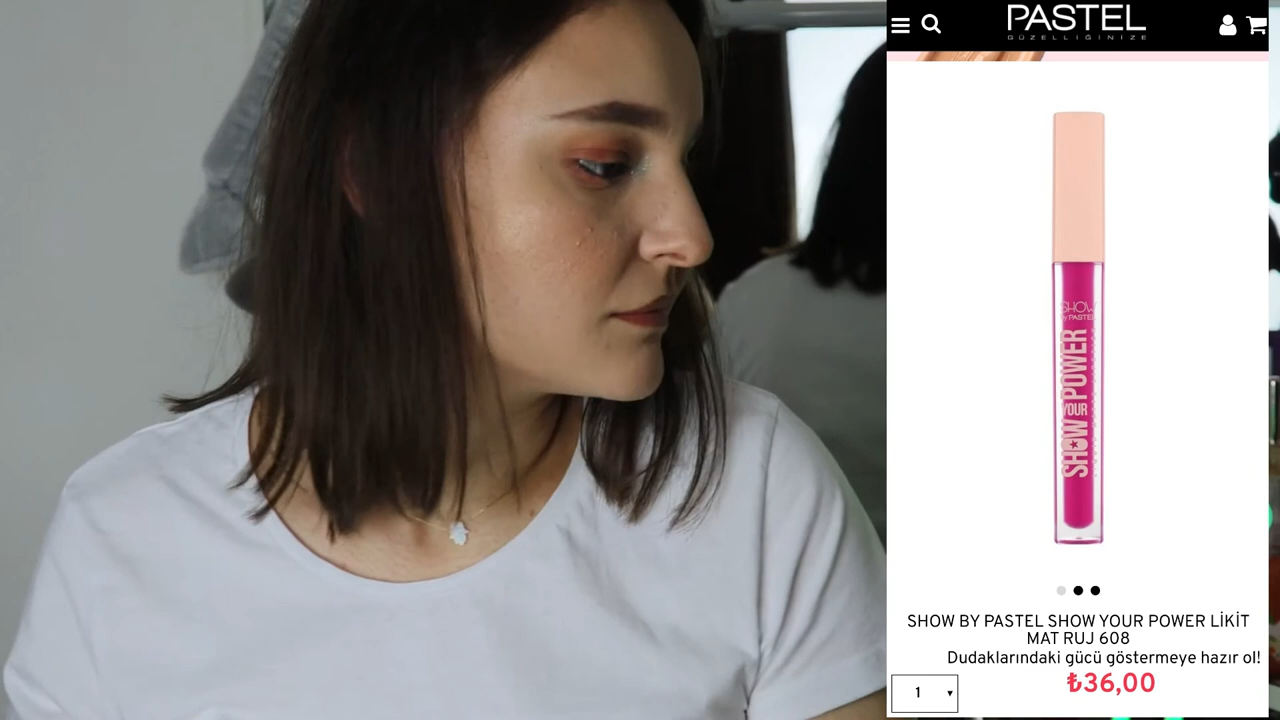 PASTEL
GÜZELLİĞİNİZE
SHOW
by PASTEL
SHOW YOUR POWER
SHOW BY PASTEL SHOW YOUR POWER LİKİT
MAT RUJ 608
Dudaklarındaki gücü göstermeye hazır ol!
1
₺36,00